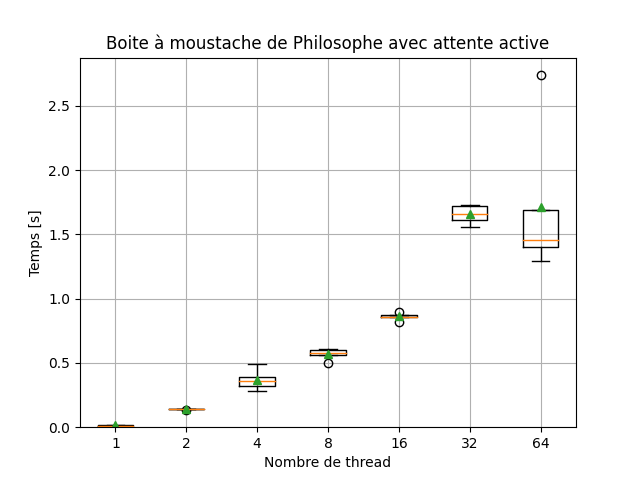 Boite à moustache de Philosophe avec attente active
Temps [s]
2.5
2.0
1.5
1.0
0.5
0.0
1 2 4 8 16 32 64
Nombre de thread